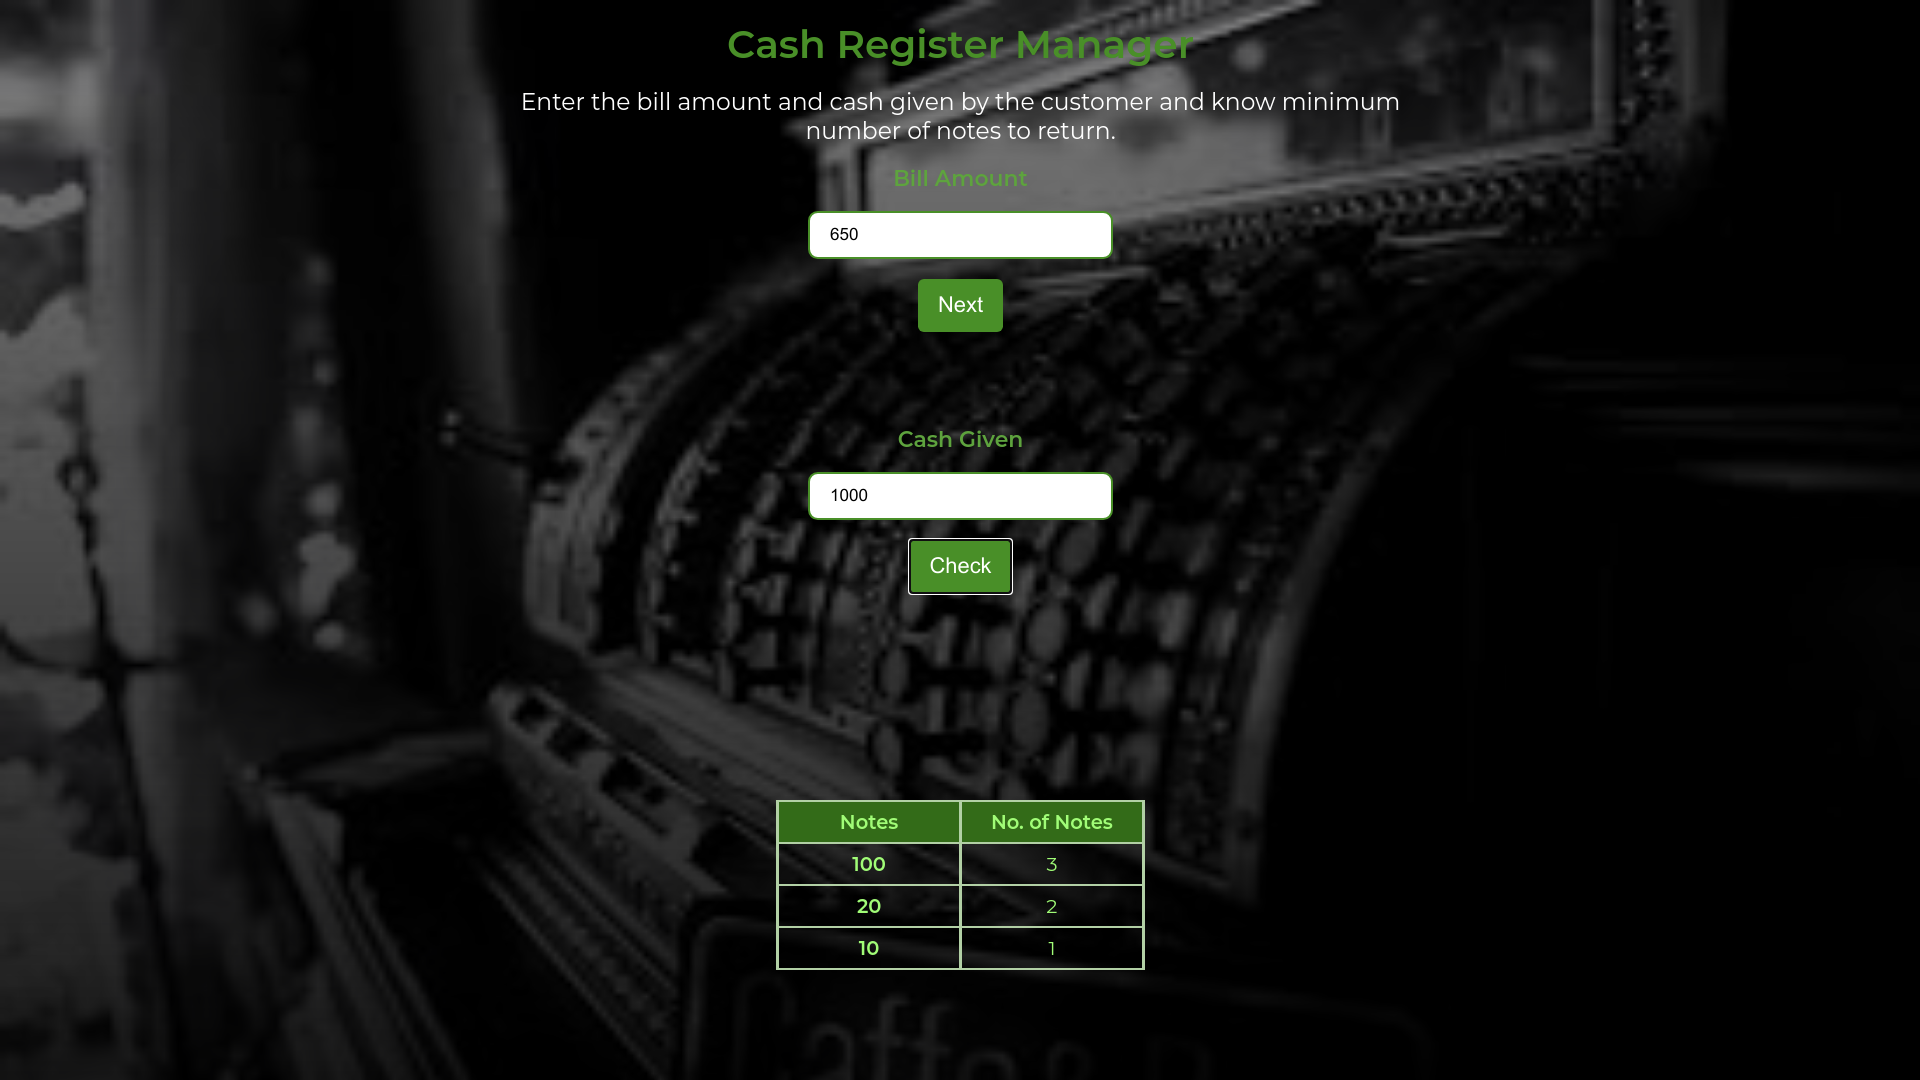 Cash Register Manager
Enter the bill amount and cash given by the customer and know minimum
number of notes to return.
Bill Amount
650
Next
Cash Given
1000
Check
Notes No. of Notes
100 3
20 2
10 1